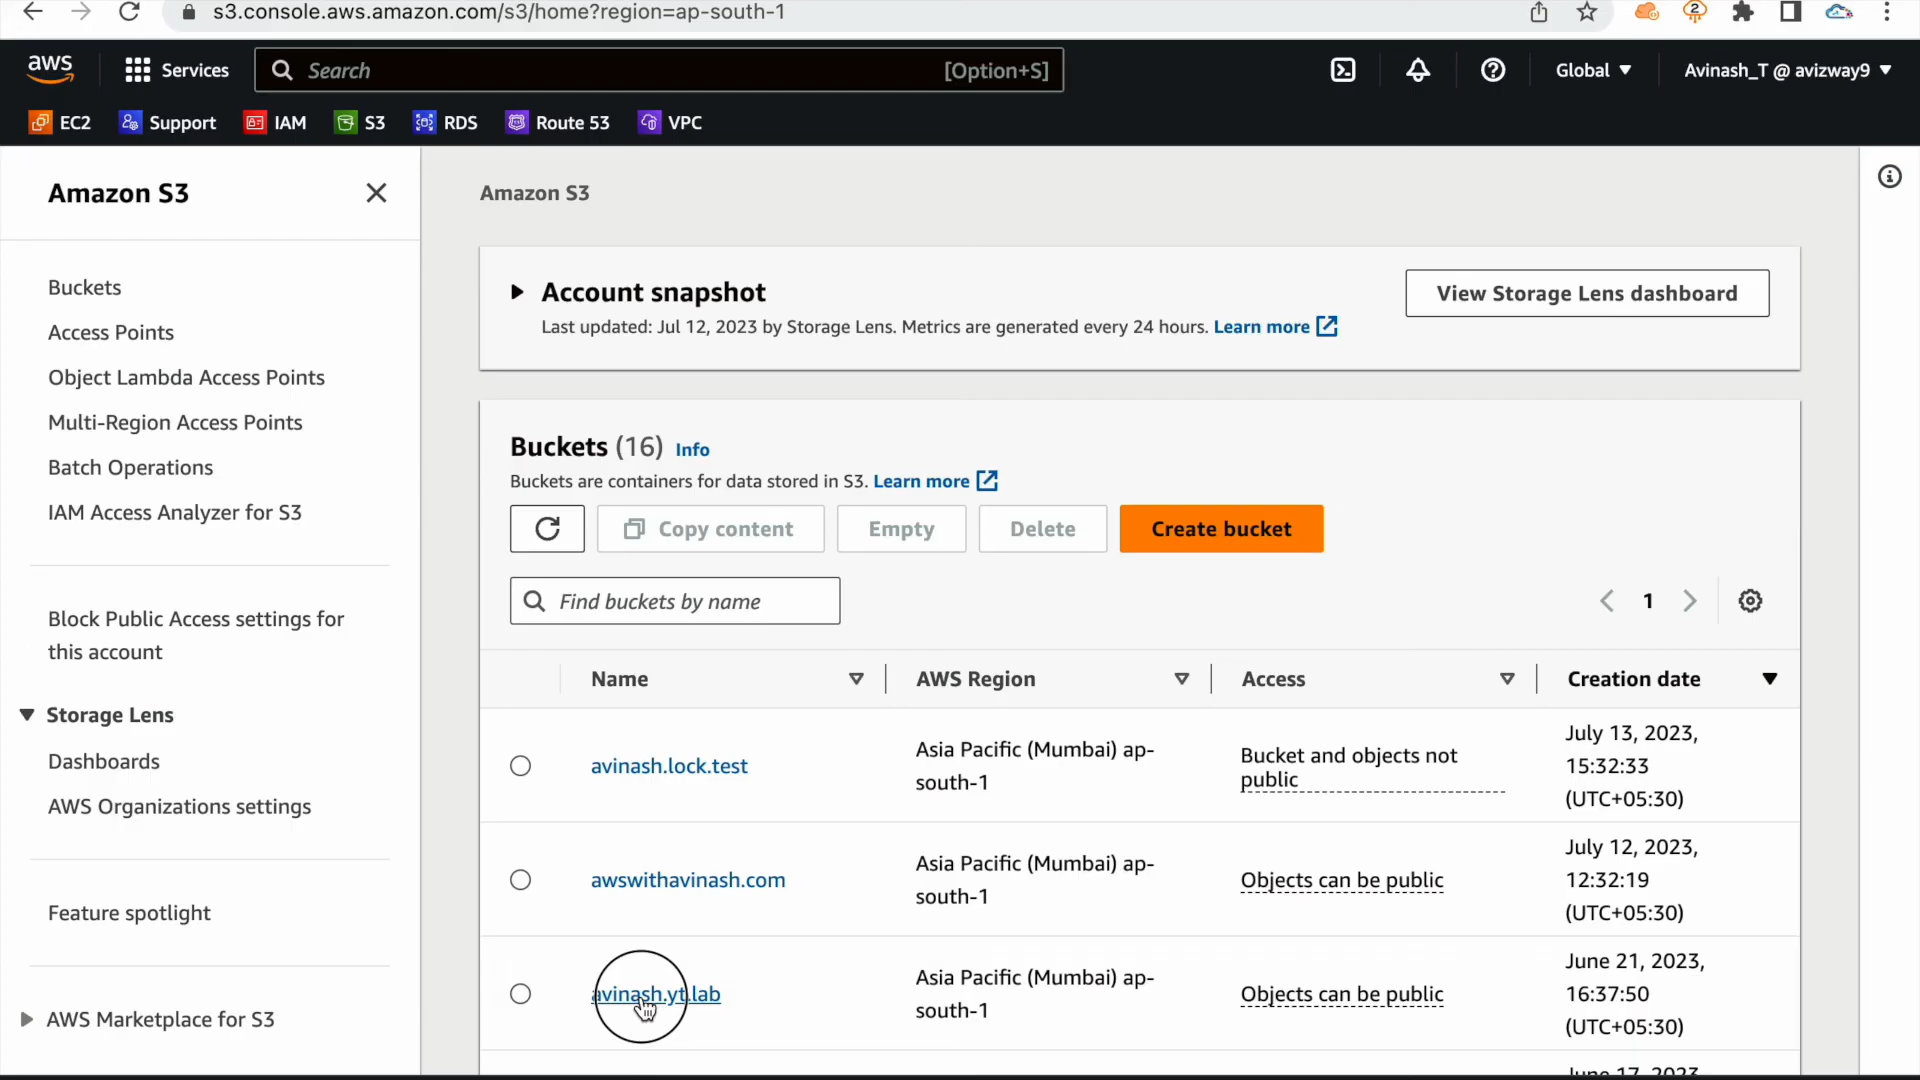 s3.console.aws.amazon.com/s3/home?region=ap-south-1
2
aws
Services
Search
[Option+S]
Global
Avinash_T @ avizway9
EC2
Support
IAM
S3
RDS
Route 53
VPC
Amazon S3
Buckets
Access Points
Object Lambda Access Points
Multi-Region Access Points
Batch Operations
IAM Access Analyzer for S3
Block Public Access settings for
this account
Storage Lens
Dashboards
AWS Organizations settings
Feature spotlight
AWS Marketplace for S3
Amazon S3
Account snapshot
Last updated: Jul 12, 2023 by Storage Lens. Metrics are generated every 24 hours. Learn more
View Storage Lens dashboard
Buckets (16) Info
Buckets are containers for data stored in S3. Learn more
Copy content
Empty
Delete
Create bucket
Find buckets by name
1
Name
AWS Region
Access
Creation date
avinash.lock.test
Asia Pacific (Mumbai) ap-
south-1
Bucket and objects not
public
July 13, 2023,
15:32:33
(UTC+05:30)
awswithavinash.com
Asia Pacific (Mumbai) ap-
south-1
Objects can be public
July 12, 2023,
12:32:19
(UTC+05:30)
avinash.yt.lab
Asia Pacific (Mumbai) ap-
south-1
Objects can be public
June 21, 2023,
16:37:50
(UTC+05:30)
June 17, 2023